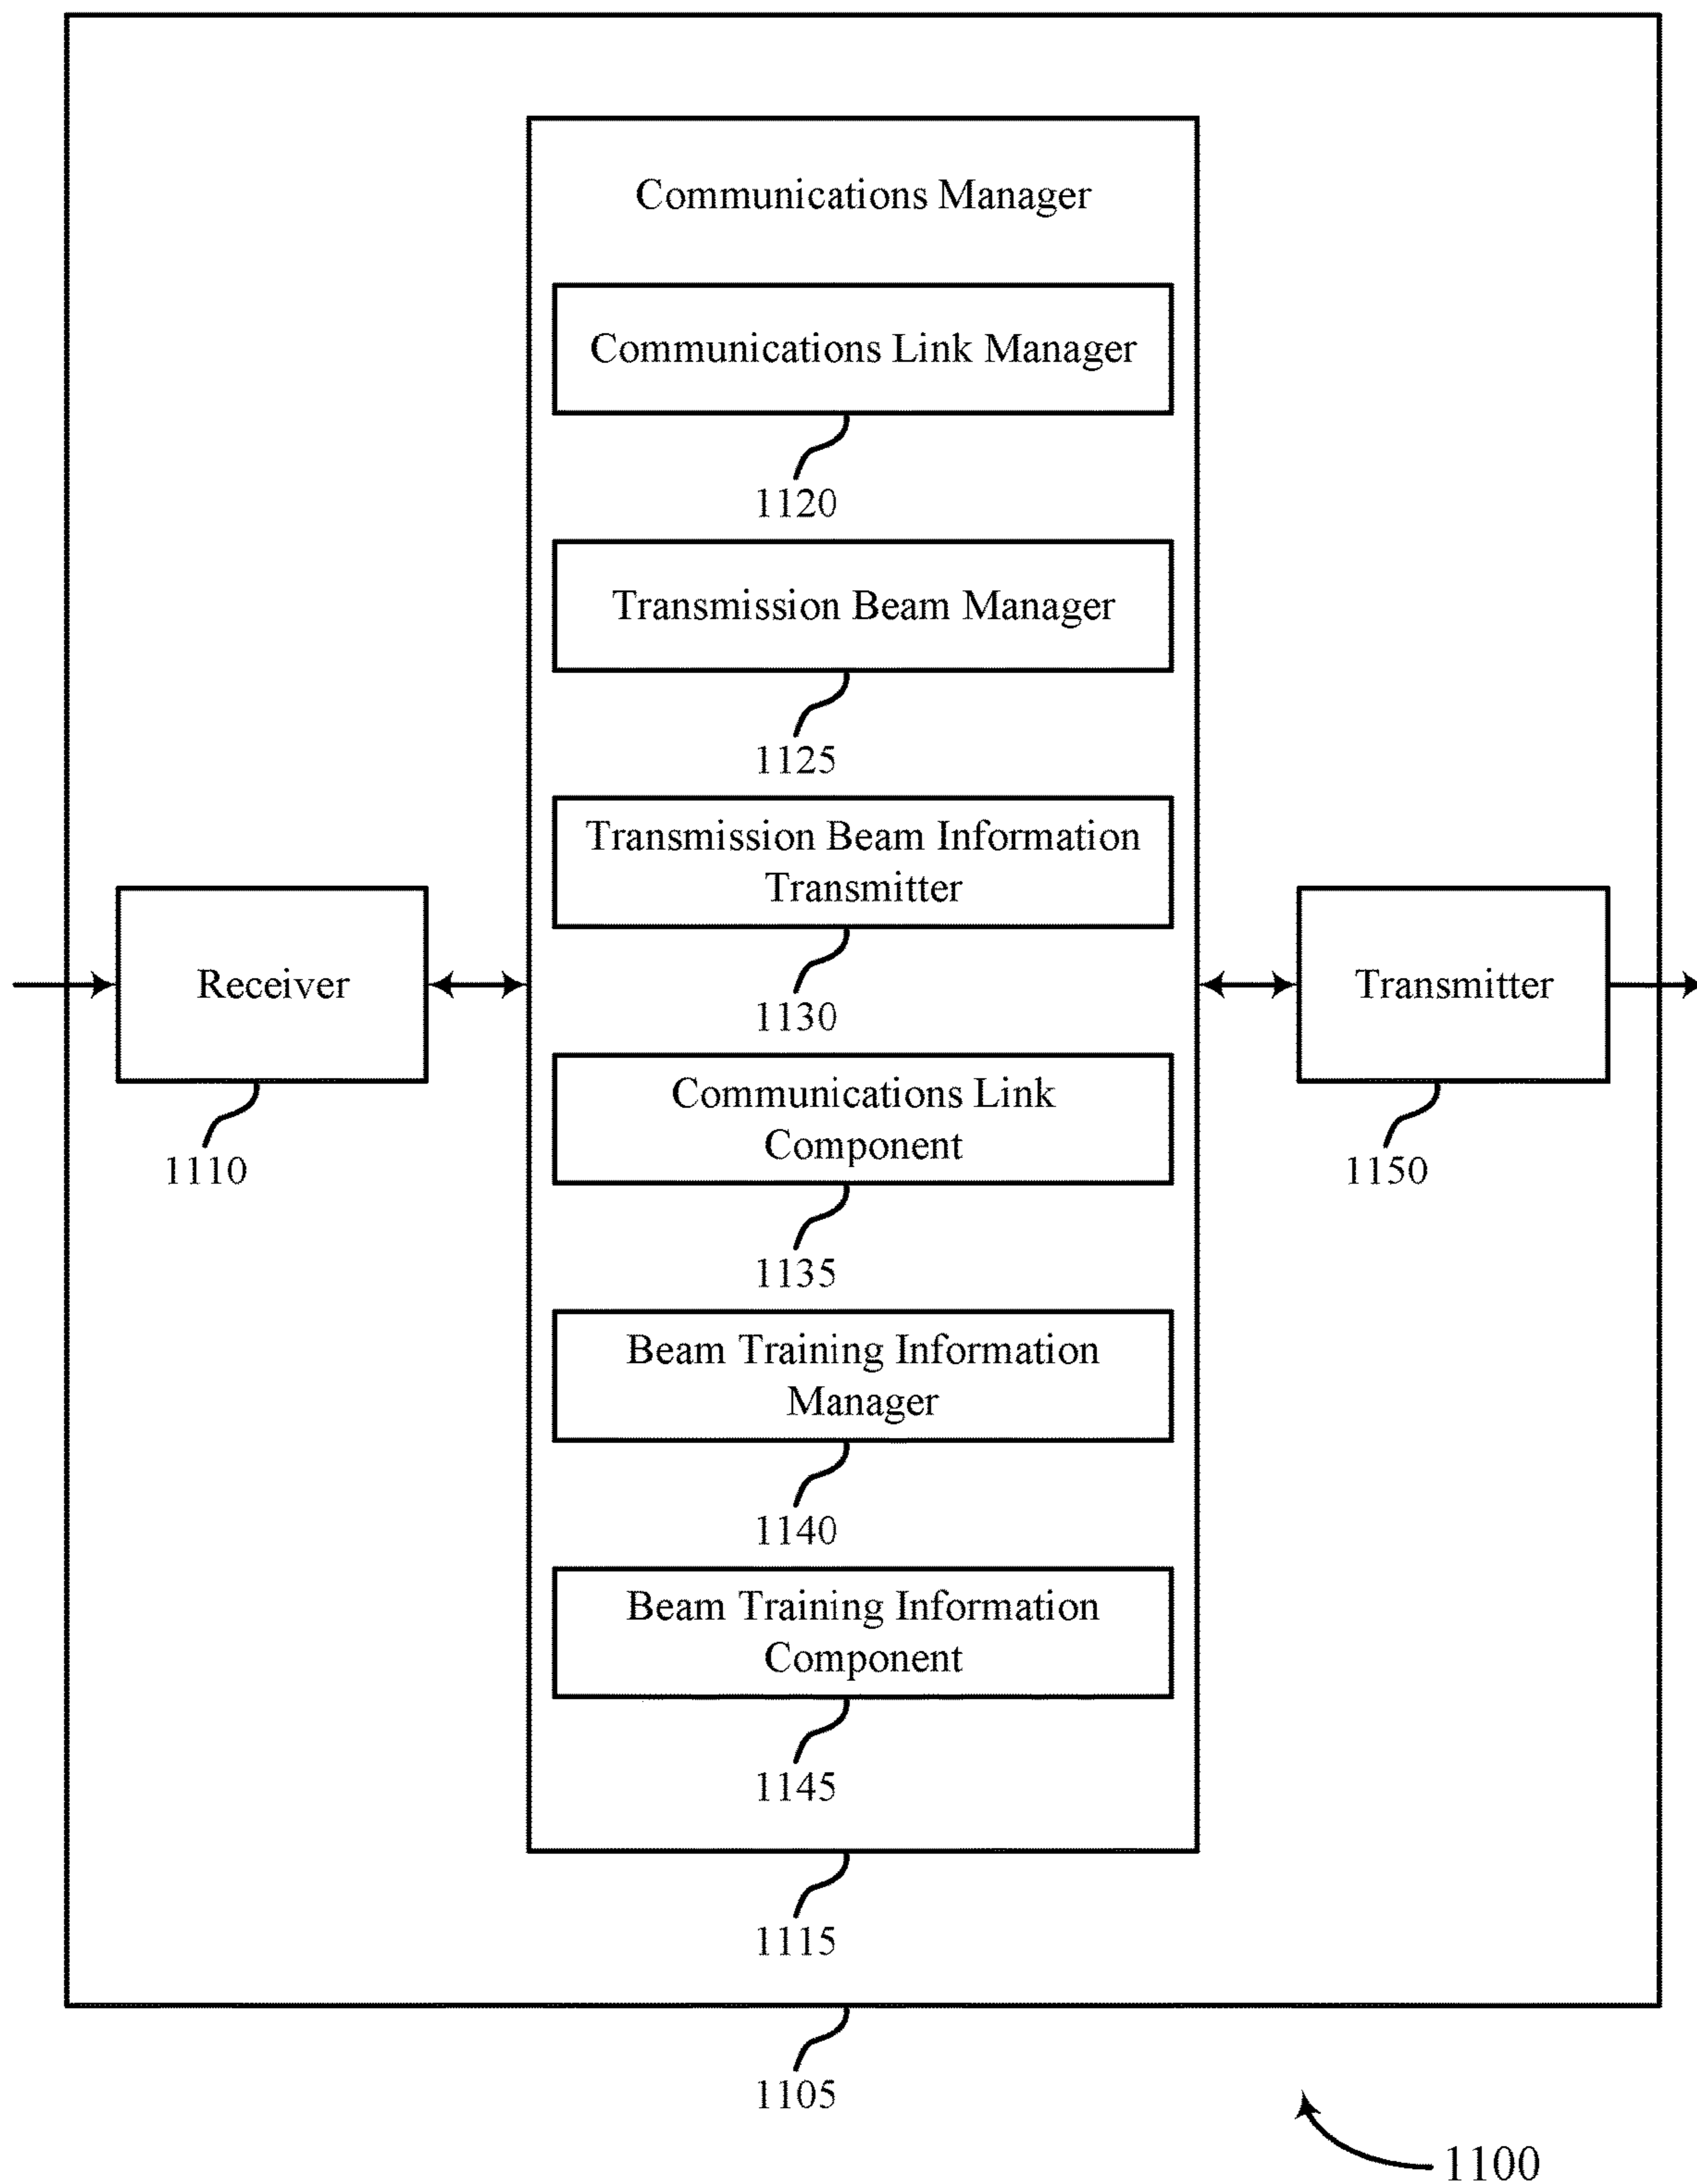 Communications Manager
Communications Link Manager
1120
Transmission Beam Manager
1125
Transmission Beam Information
Transmitter
1130
Receiver
1110
Transmitter
1150
Communications Link
Component
1135
Beam Training Information
Manager
1140
Beam Training Information
Component
1145
1115
1105
1100